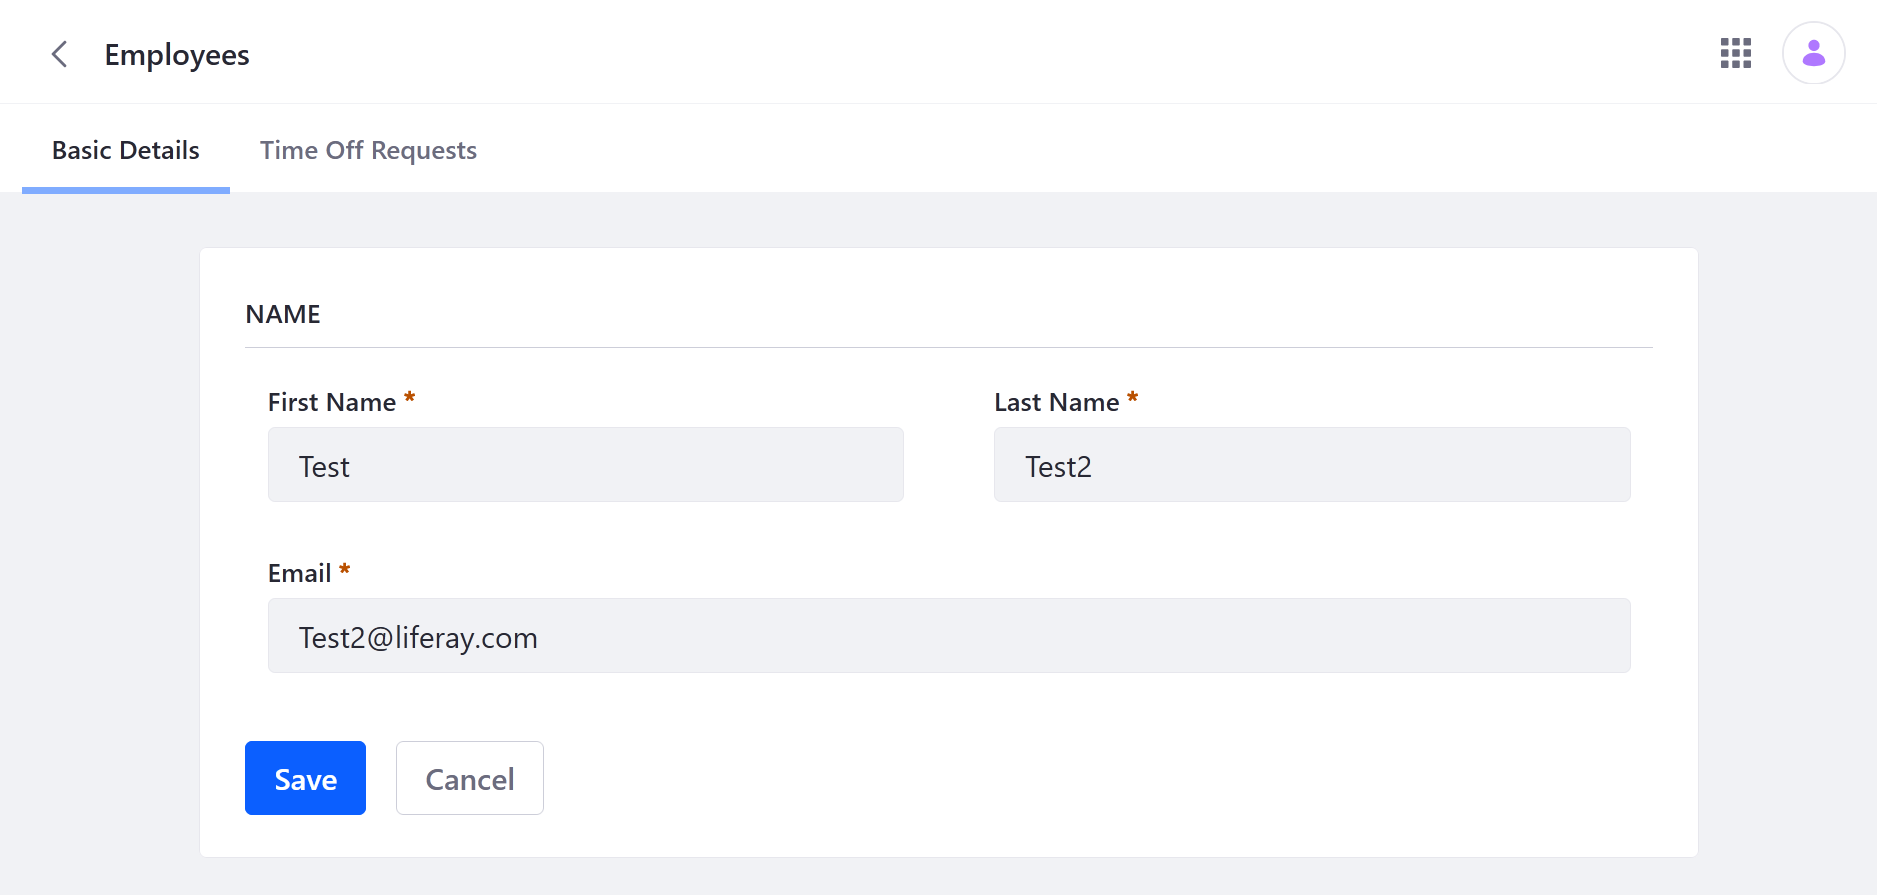 Employees
Basic Details Time Off Requests
NAME
First Name * Last Name *
Test Test2
Email *
Test2@liferay.com
Save Cancel